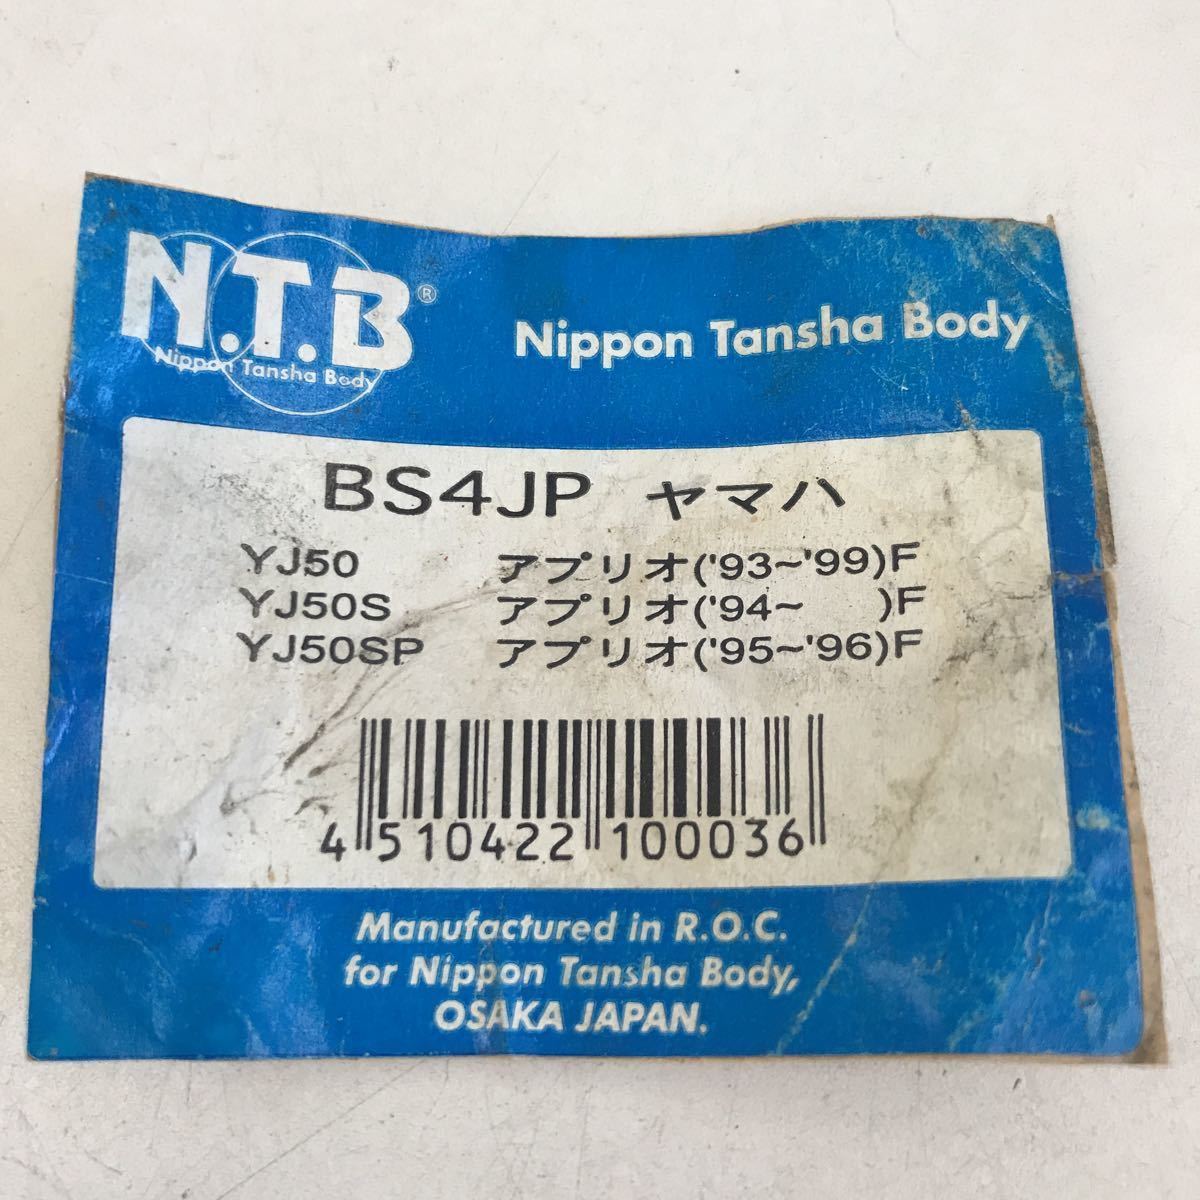 N.T.B®
Nippon Tansha Body
Nippon Tansha Body
BS4JP ヤマハ
YJ50 アプリオ('93~'99)F
YJ50S アプリオ('94~ )F
YJ50SP アプリオ('95~'96)F
4 510422 100036
Manufactured in R.O.C.
for Nippon Tansha Body,
OSAKA JAPAN.